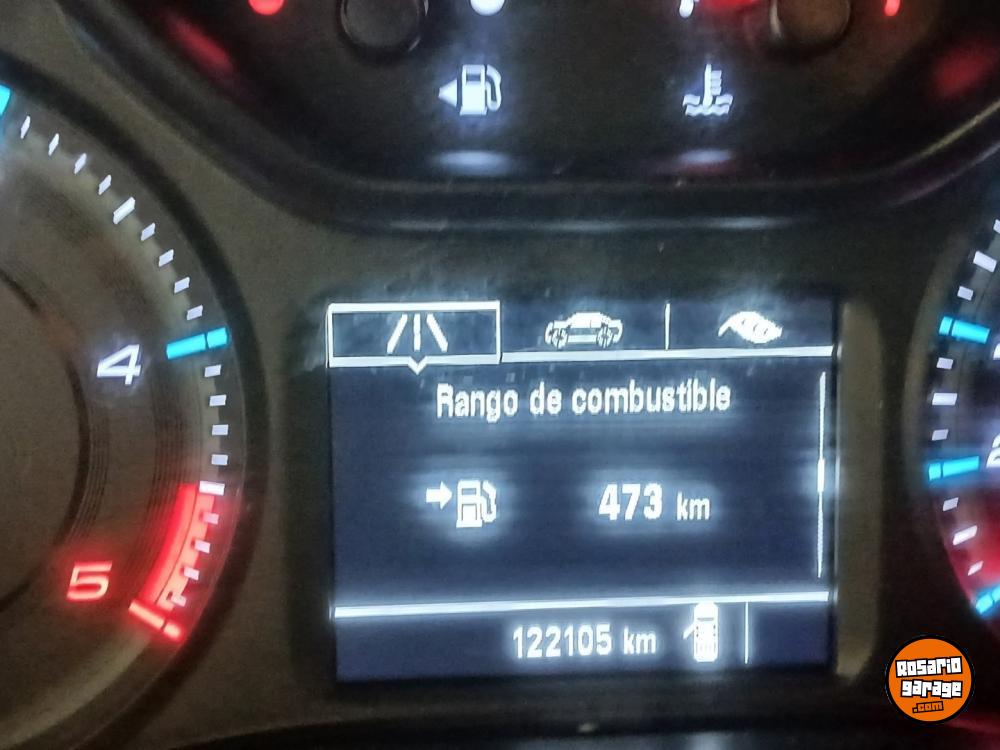 4
5
Rango de combustible
473 km
122105 km
Rosario
garage
.com